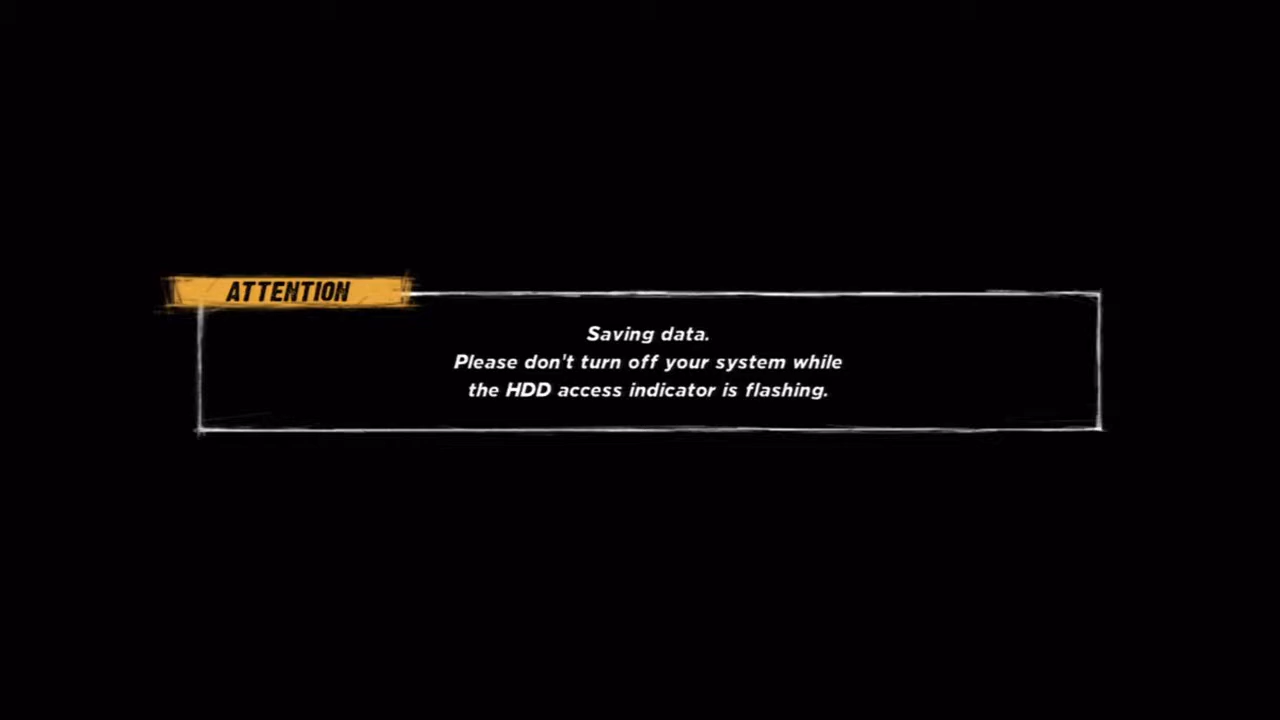 ATTENTION
Saving data.
Please don't turn off your system while
the HDD access indicator is flashing.